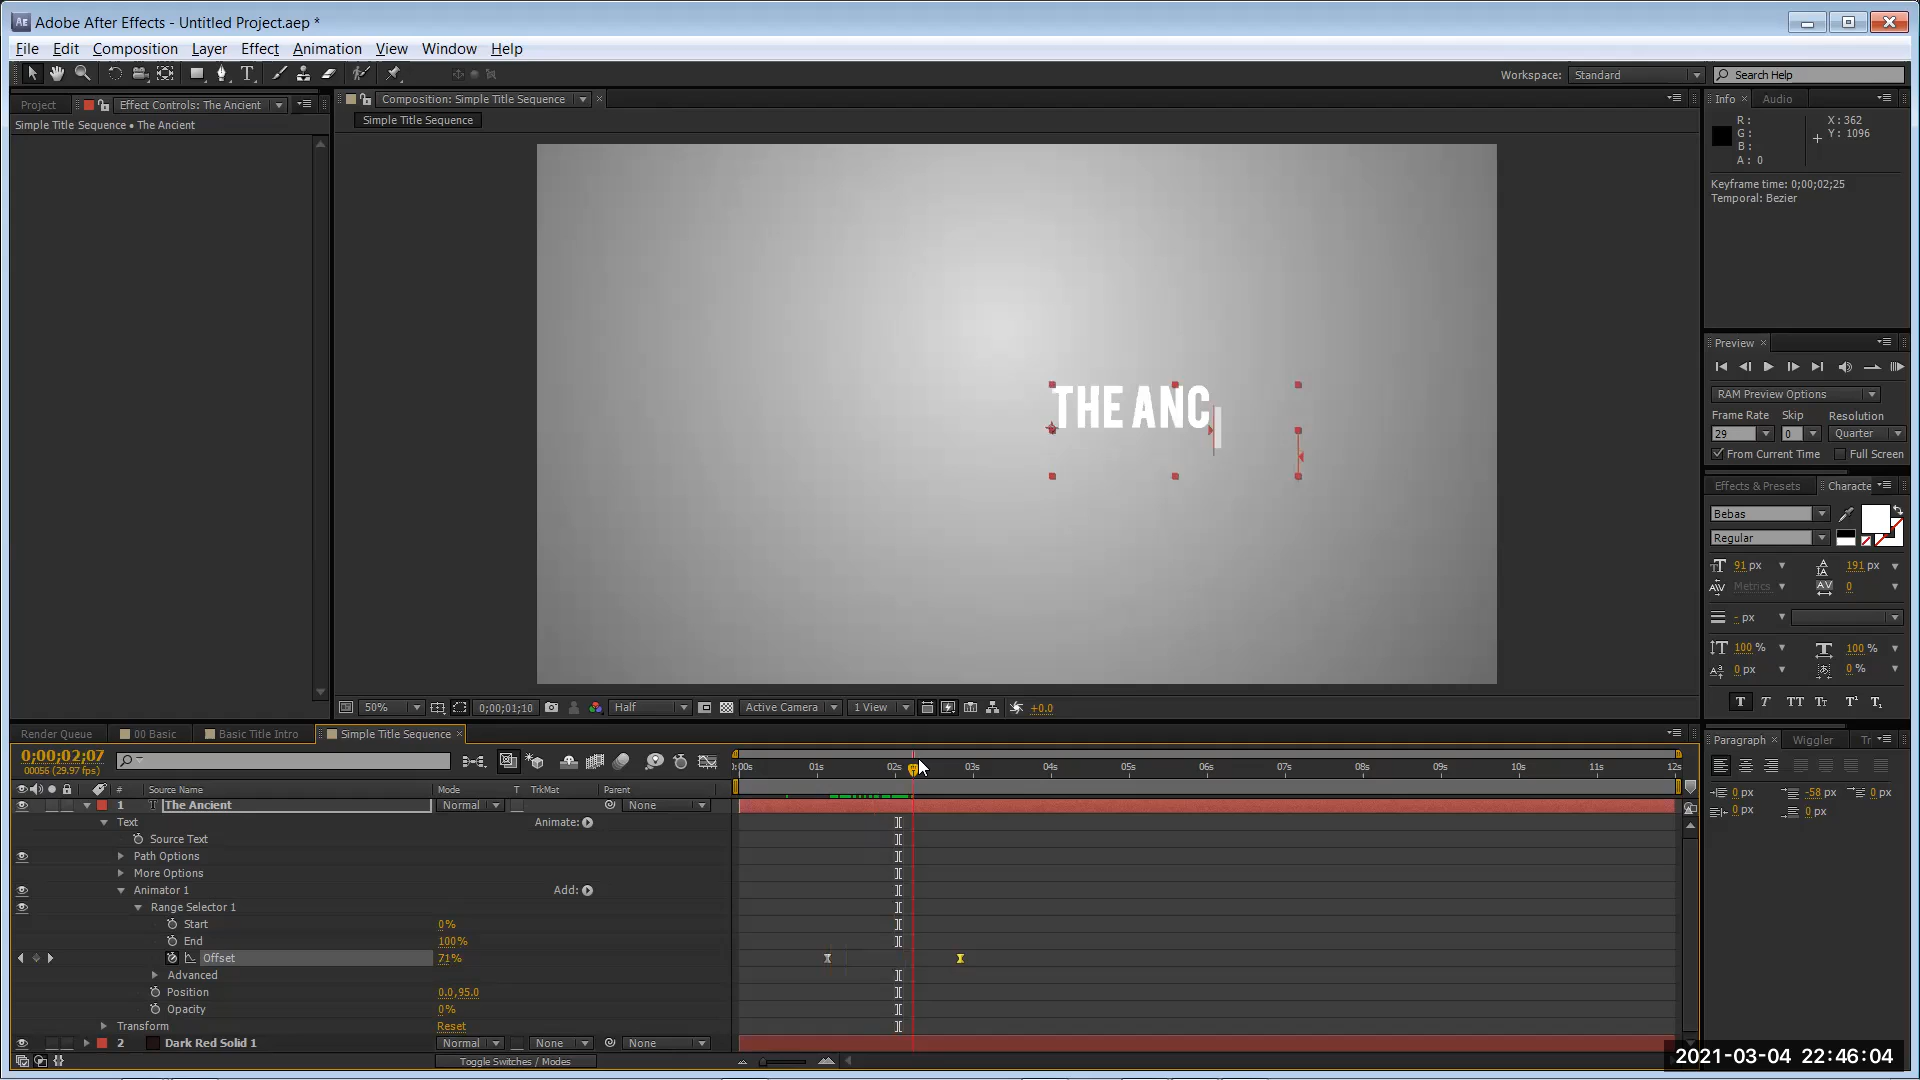 Adobe After Effects - Untitled Project.aep *
File Edit Composition Layer Effect Animation View Window Help
Workspace: Standard Search Help
Project Effect Controls: The Ancient
Composition: Simple Title Sequence
Info Audio
Simple Title Sequence • The Ancient
Simple Title Sequence
R :
G :
B :
A : 0
X : 362
Y : 1096
Keyframe time: 0;00;02;25
Temporal: Bezier
THE ANC
Preview
RAM Preview Options
Frame Rate Skip Resolution
29 0 Quarter
From Current Time Full Screen
Effects & Presets Characte
Bebas
Regular
91 px 191 px
Metrics 0
- px
100 % 100 %
0 px 0 %
T T TT Tr T¹ T₁
50% 0;00;01;10 Half Active Camera 1 View +0.0
Render Queue 00 Basic Basic Title Intro Simple Title Sequence
Paragraph Wiggler Tr
0 px -58 px 0 px
0 px 0 px
0;00;02;07
00056 (29.97 fps)
:00s 01s 02s 03s 04s 05s 06s 07s 08s 09s 10s 11s 12s
# Source Name Mode T TrkMat Parent
1 T The Ancient Normal None
Text Animate:
Source Text
Path Options
More Options
Animator 1 Add:
Range Selector 1
Start 0%
End 100%
Offset 71%
Advanced
Position 0.0,95.0
Opacity 0%
Transform Reset
2 Dark Red Solid 1 Normal None None
Toggle Switches / Modes
2021-03-04 22:46:04